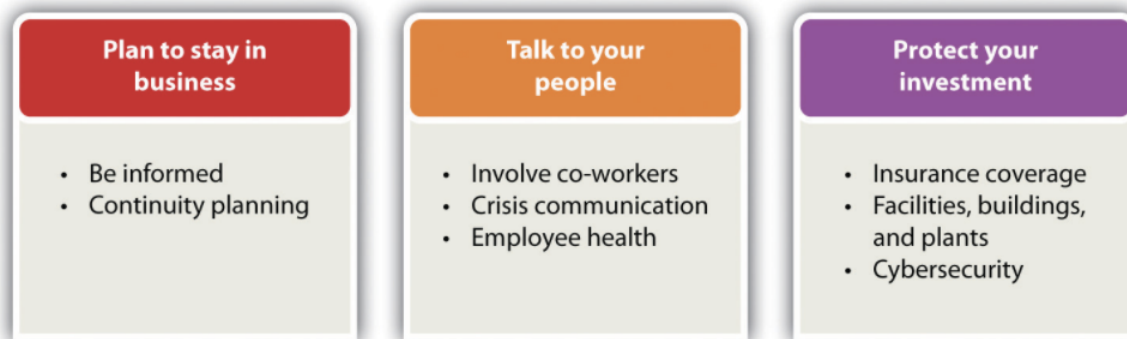 Plan to stay in
business
• Be informed
• Continuity planning
Talk to your
people
• Involve co-workers
• Crisis communication
• Employee health
Protect your
investment
• Insurance coverage
• Facilities, buildings,
and plants
• Cybersecurity